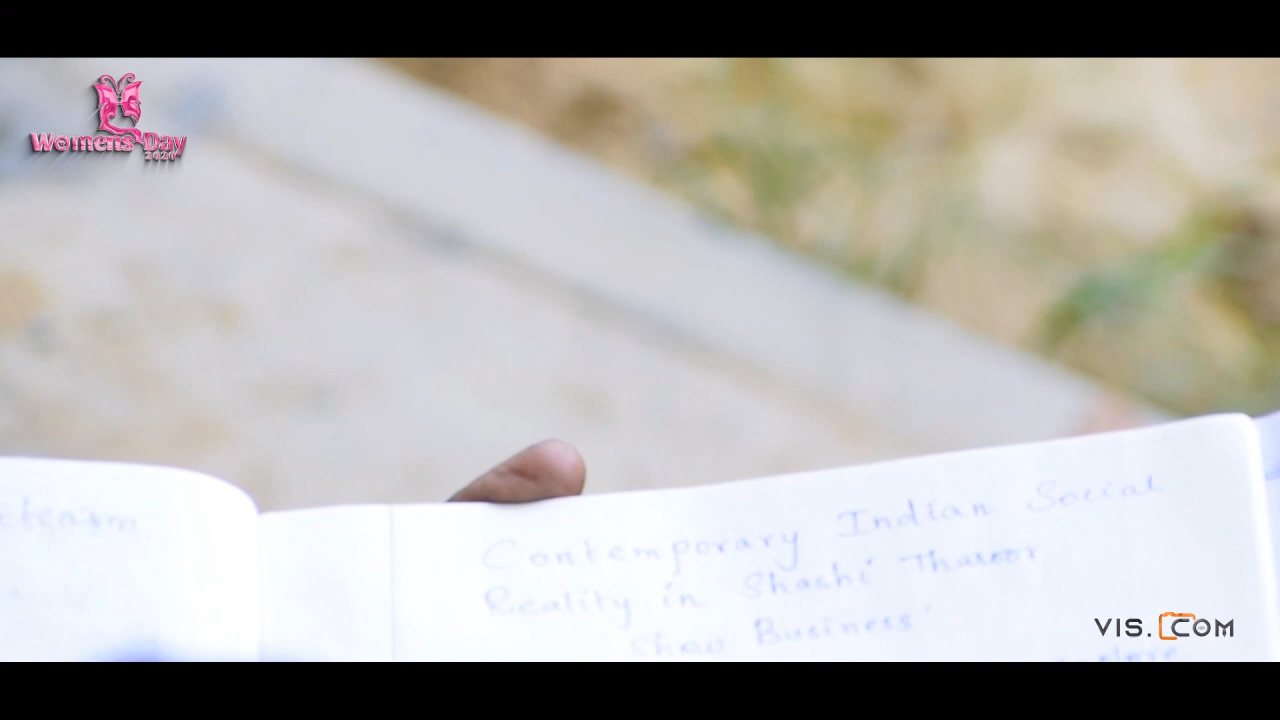 Womens Day
2020
Contemporary Indian Social
Reality in Shashi Tharoor
Show Business'
VIS.COM